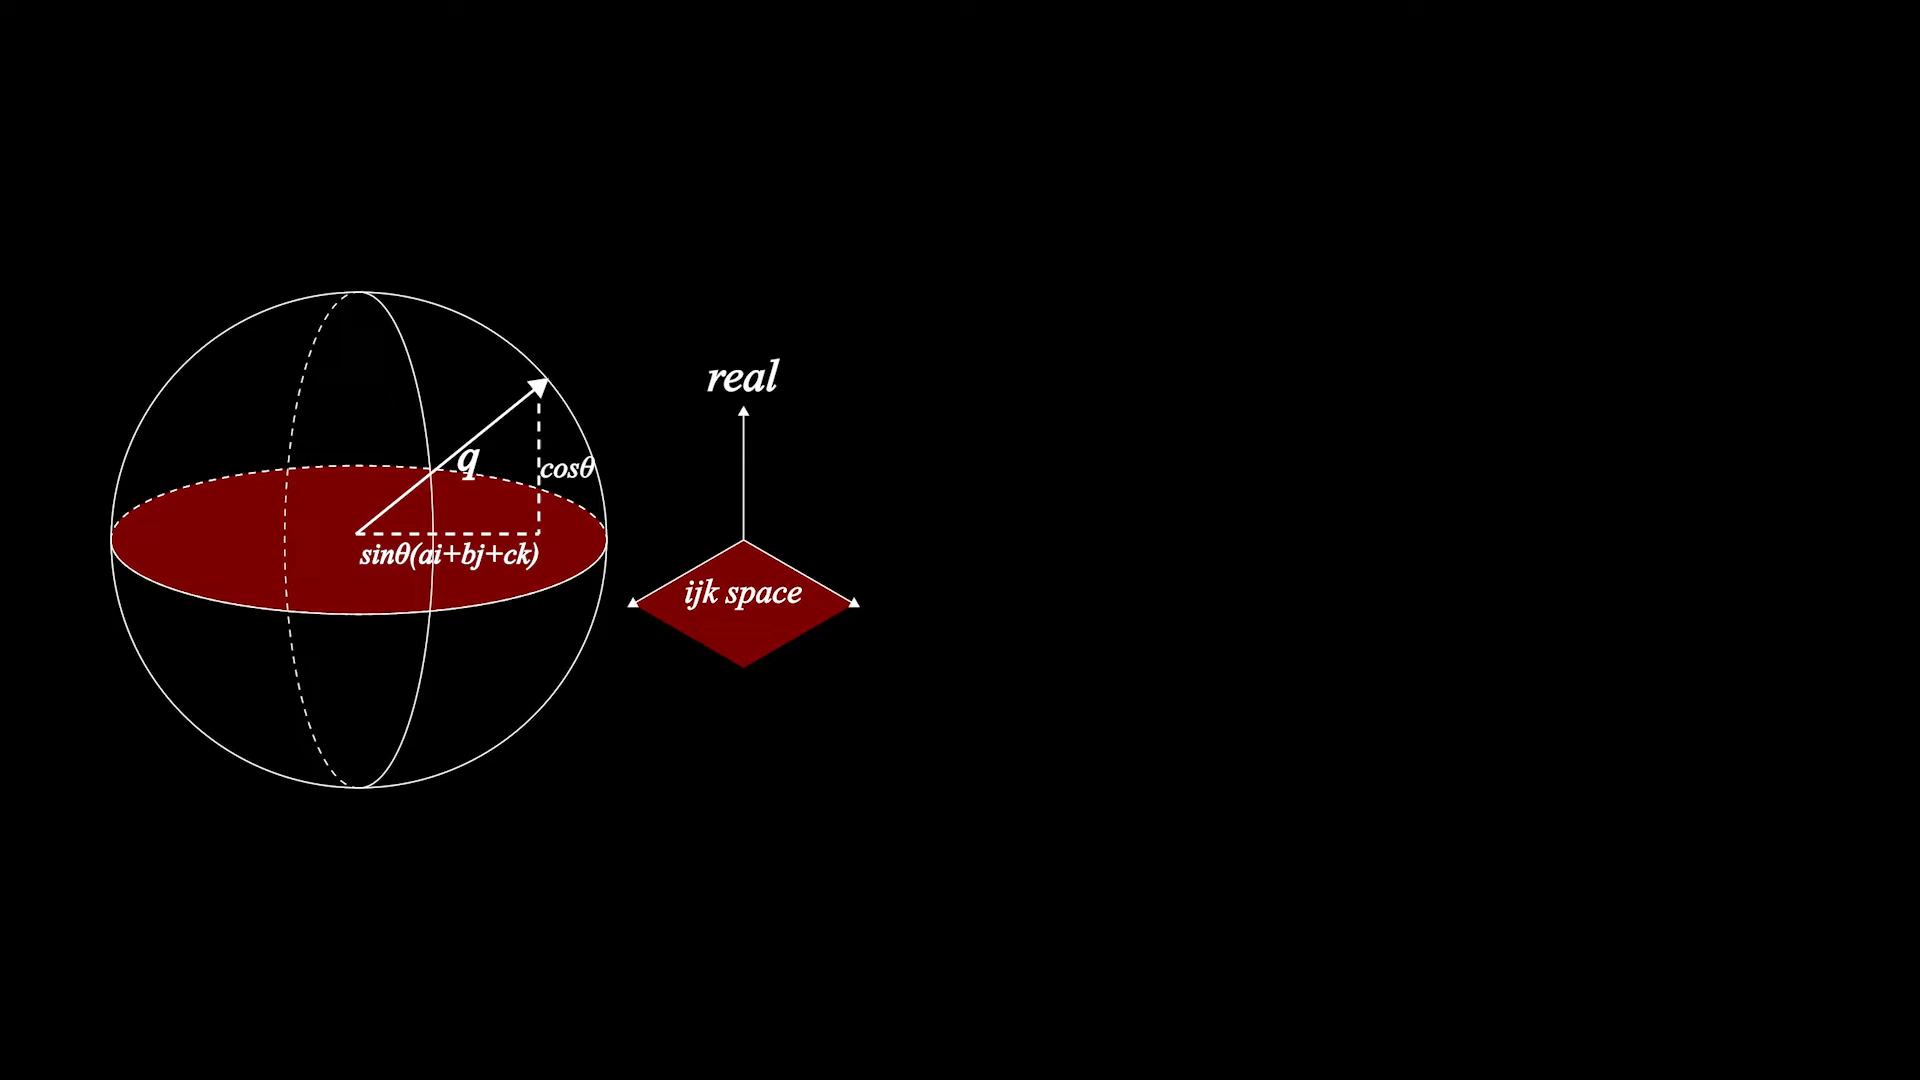 real
q
cosθ
sinθ(ai+bj+ck)
ijk space